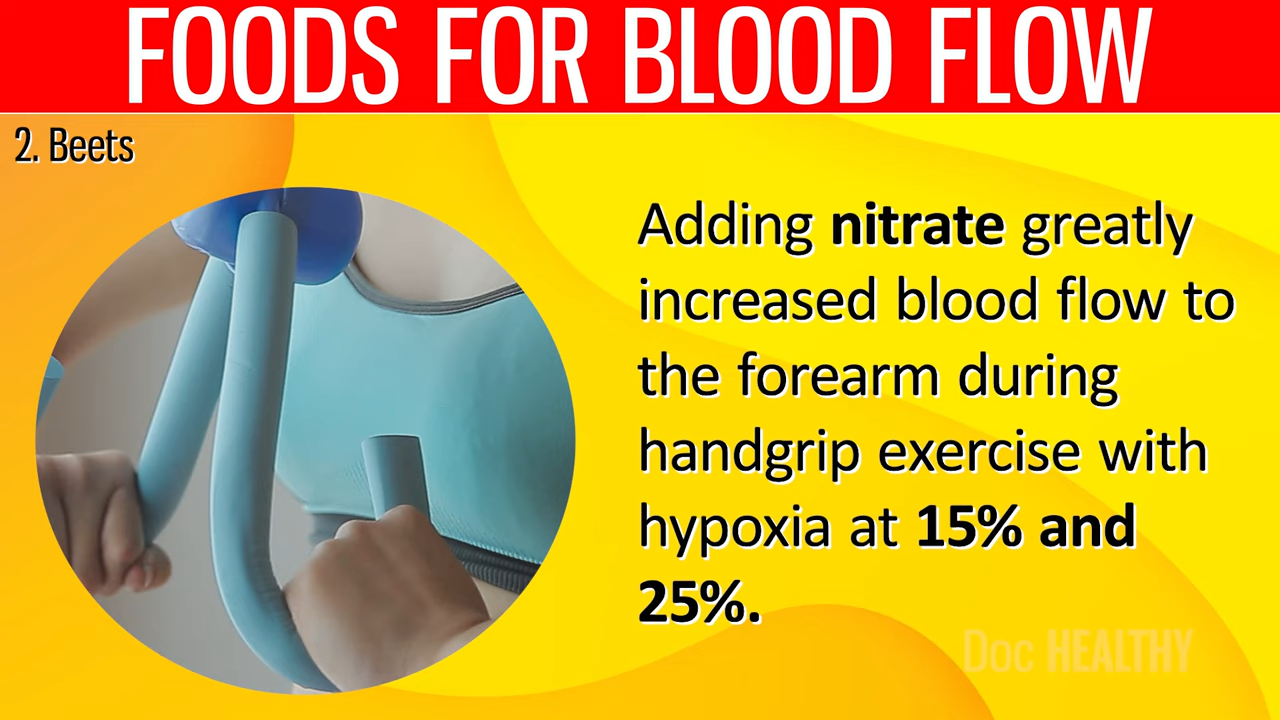 FOODS FOR BLOOD FLOW
2. Beets
Adding nitrate greatly
increased blood flow to
the forearm during
handgrip exercise with
hypoxia at 15% and
25%.
Doc HEALTHY